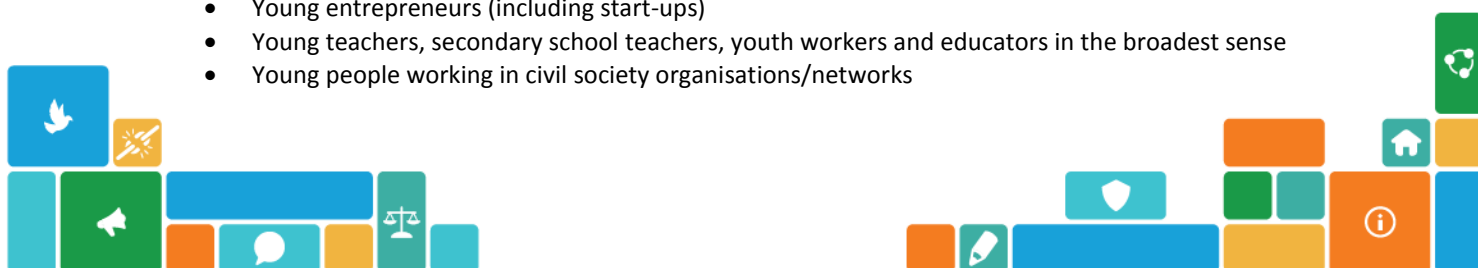 • Young entrepreneurs (including start-ups)
• Young teachers, secondary school teachers, youth workers and educators in the broadest sense
• Young people working in civil society organisations/networks